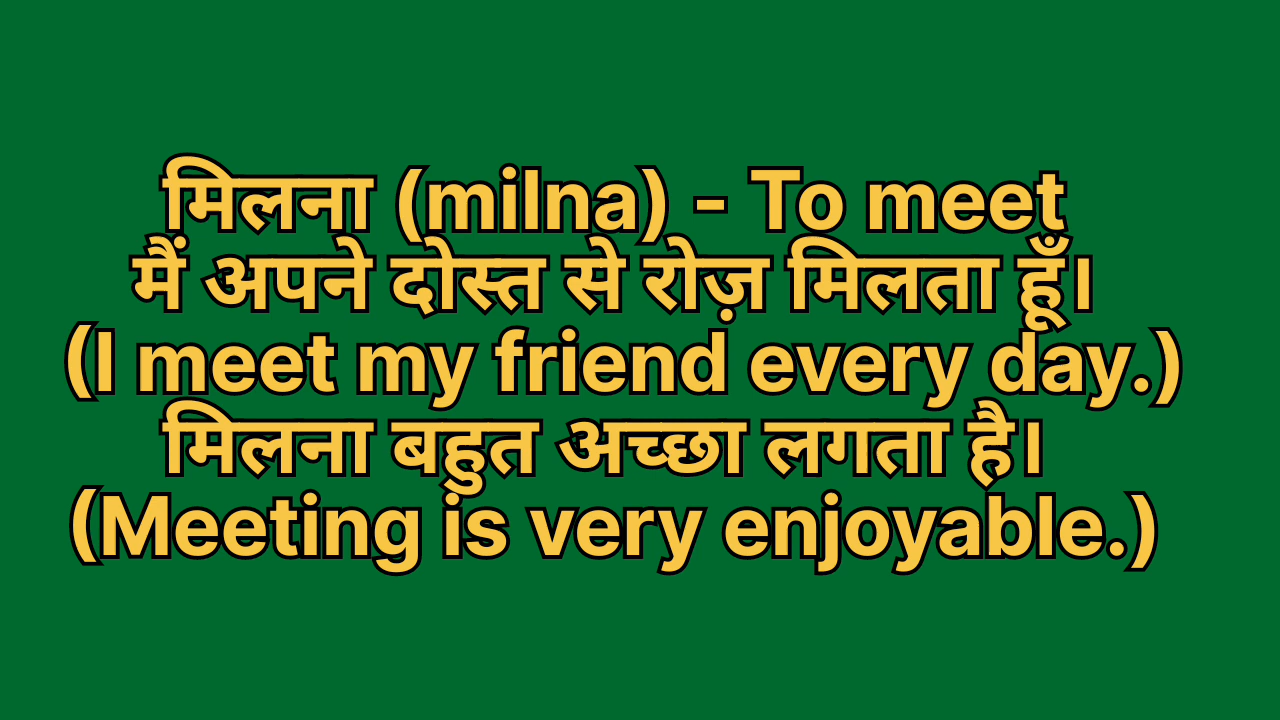 मिलना (milna) - To meet
मैं अपने दोस्त से रोज़ मिलता हूँ।
(I meet my friend every day.)
मिलना बहुत अच्छा लगता है।
(Meeting is very enjoyable.)